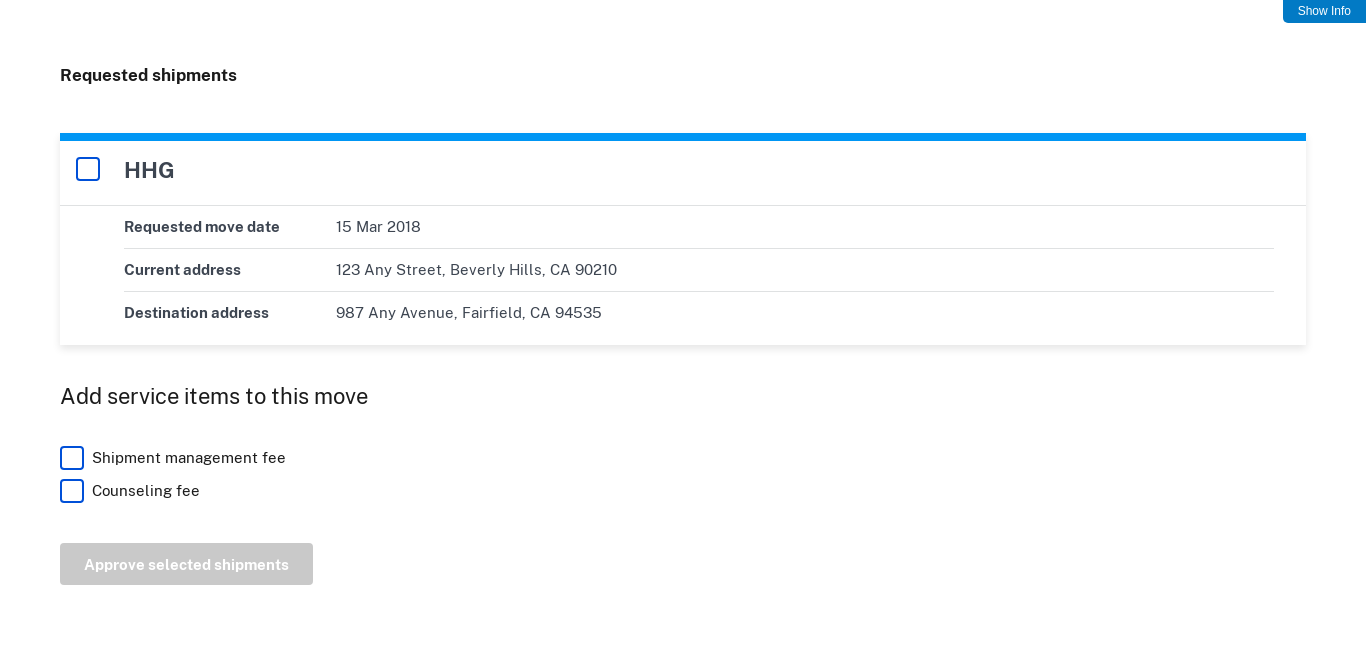 Show Info
Requested shipments
HHG
Requested move date 15 Mar 2018
Current address 123 Any Street, Beverly Hills, CA 90210
Destination address 987 Any Avenue, Fairfield, CA 94535
Add service items to this move
Shipment management fee
Counseling fee
Approve selected shipments